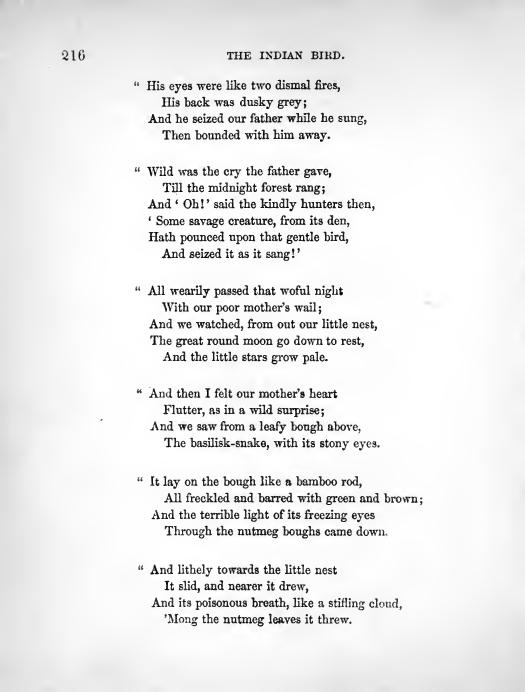 216 THE INDIAN BIRD.
“ His eyes were like two dismal fires,
His back was dusky grey;
And he seized our father while he sung,
Then bounded with him away.
“ Wild was the cry the father gave,
Till the midnight forest rang;
And ‘ Oh!’ said the kindly hunters then,
‘ Some savage creature, from its den,
Hath pounced upon that gentle bird,
And seized it as it sang!’
“ All wearily passed that woful night
With our poor mother’s wail;
And we watched, from out our little nest,
The great round moon go down to rest,
And the little stars grow pale.
“ And then I felt our mother’s heart
Flutter, as in a wild surprise;
And we saw from a leafy bough above,
The basilisk-snake, with its stony eyes.
“ It lay on the bough like a bamboo rod,
All freckled and barred with green and brown;
And the terrible light of its freezing eyes
Through the nutmeg boughs came down.
“ And lithely towards the little nest
It slid, and nearer it drew,
And its poisonous breath, like a stifling cloud,
’Mong the nutmeg leaves it threw.